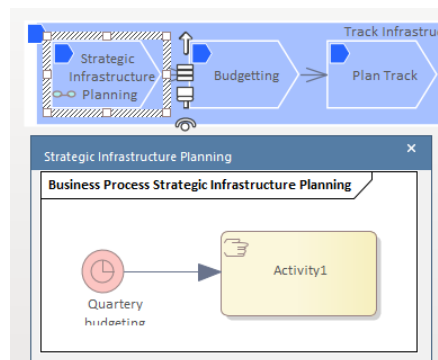 Track Infrastruc
Strategic
Infrastructure
Planning
Budgetting
Plan Track
Strategic Infrastructure Planning
Business Process Strategic Infrastructure Planning
Activity1
Quartery
budgeting